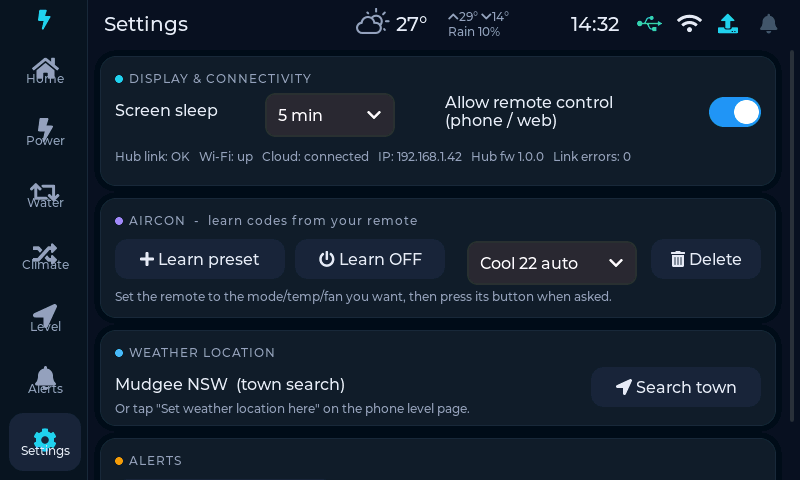 Settings
27°
29° 14°
Rain 10%
14:32
Home
Power
Water
Climate
Level
Alerts
Settings
DISPLAY & CONNECTIVITY
Screen sleep
5 min
Allow remote control
(phone / web)
Hub link: OK Wi-Fi: up Cloud: connected IP: 192.168.1.42 Hub fw 1.0.0 Link errors: 0
AIRCON - learn codes from your remote
Learn preset
Learn OFF
Cool 22 auto
Delete
Set the remote to the mode/temp/fan you want, then press its button when asked.
WEATHER LOCATION
Mudgee NSW (town search)
Search town
Or tap "Set weather location here" on the phone level page.
ALERTS